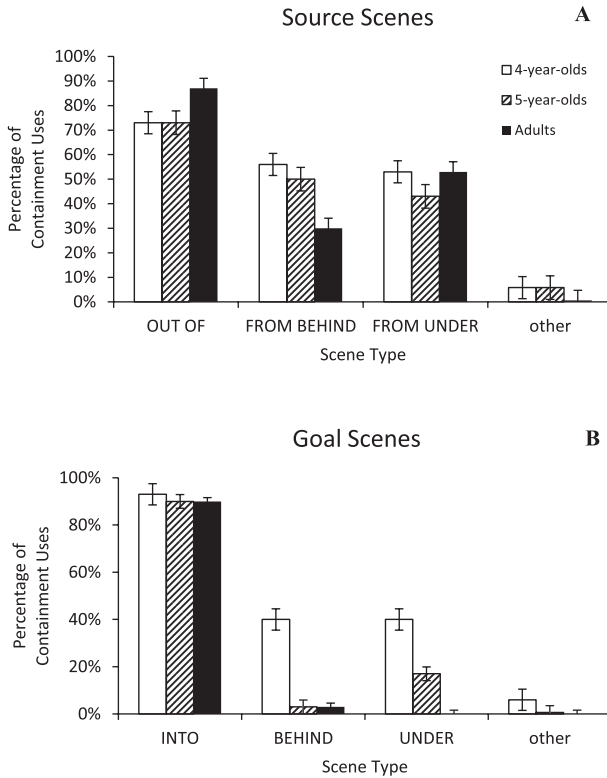 Source Scenes
A
100%
90%
80%
70%
60%
50%
40%
30%
20%
10%
0%
Percentage of
Containment Uses
4-year-olds
5-year-olds
Adults
OUT OF FROM BEHIND FROM UNDER other
Scene Type
Goal Scenes
B
100%
80%
60%
40%
20%
0%
Percentage of
Containment Uses
INTO BEHIND UNDER other
Scene Type